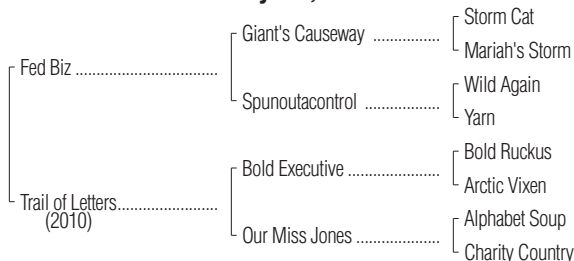 Storm Cat
Giant's Causeway ................
Mariah's Storm
Fed Biz ..................................
Wild Again
Spunoutacontrol ..................
Yarn
Bold Ruckus
Bold Executive ......................
Arctic Vixen
Trail of Letters........................
(2010)
Alphabet Soup
Our Miss Jones ....................
Charity Country